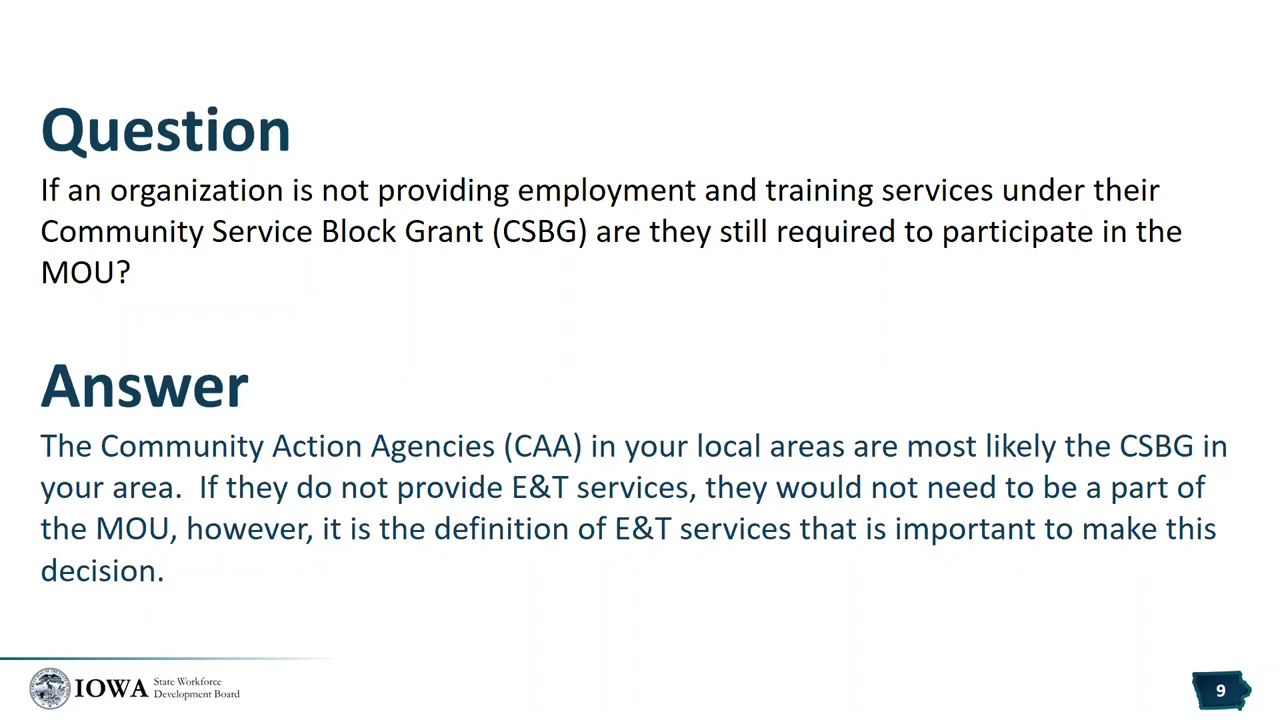 Question
If an organization is not providing employment and training services under their
Community Service Block Grant (CSBG) are they still required to participate in the
MOU?
Answer
The Community Action Agencies (CAA) in your local areas are most likely the CSBG in
your area.  If they do not provide E&T services, they would not need to be a part of
the MOU, however, it is the definition of E&T services that is important to make this
decision.
IOWA
State Workforce
Development Board
9